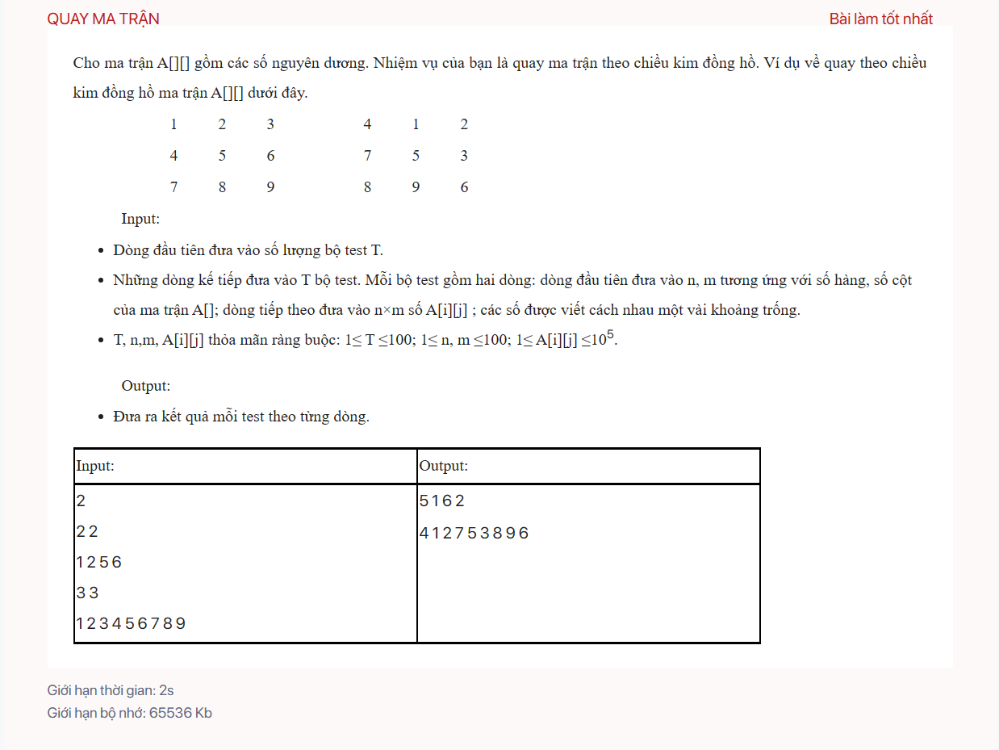 QUAY MA TRẬN
Bài làm tốt nhất
Cho ma trận A[][] gồm các số nguyên dương. Nhiệm vụ của bạn là quay ma trận theo chiều kim đồng hồ. Ví dụ về quay theo chiều
kim đồng hồ ma trận A[][] dưới đây.
1 2 3 4 1 2
4 5 6 7 5 3
7 8 9 8 9 6
Input:
• Dòng đầu tiên đưa vào số lượng bộ test T.
• Những dòng kế tiếp đưa vào T bộ test. Mỗi bộ test gồm hai dòng: dòng đầu tiên đưa vào n, m tương ứng với số hàng, số cột
của ma trận A[]; dòng tiếp theo đưa vào n×m số A[i][j] ; các số được viết cách nhau một vài khoảng trống.
• T, n,m, A[i][j] thỏa mãn ràng buộc: 1≤ T ≤100; 1≤ n, m ≤100; 1≤ A[i][j] ≤10⁵.
Output:
• Đưa ra kết quả mỗi test theo từng dòng.
Input: Output:
2
2 2
1 2 5 6
3 3
1 2 3 4 5 6 7 8 9
5 1 6 2
4 1 2 7 5 3 8 9 6
Giới hạn thời gian: 2s
Giới hạn bộ nhớ: 65536 Kb